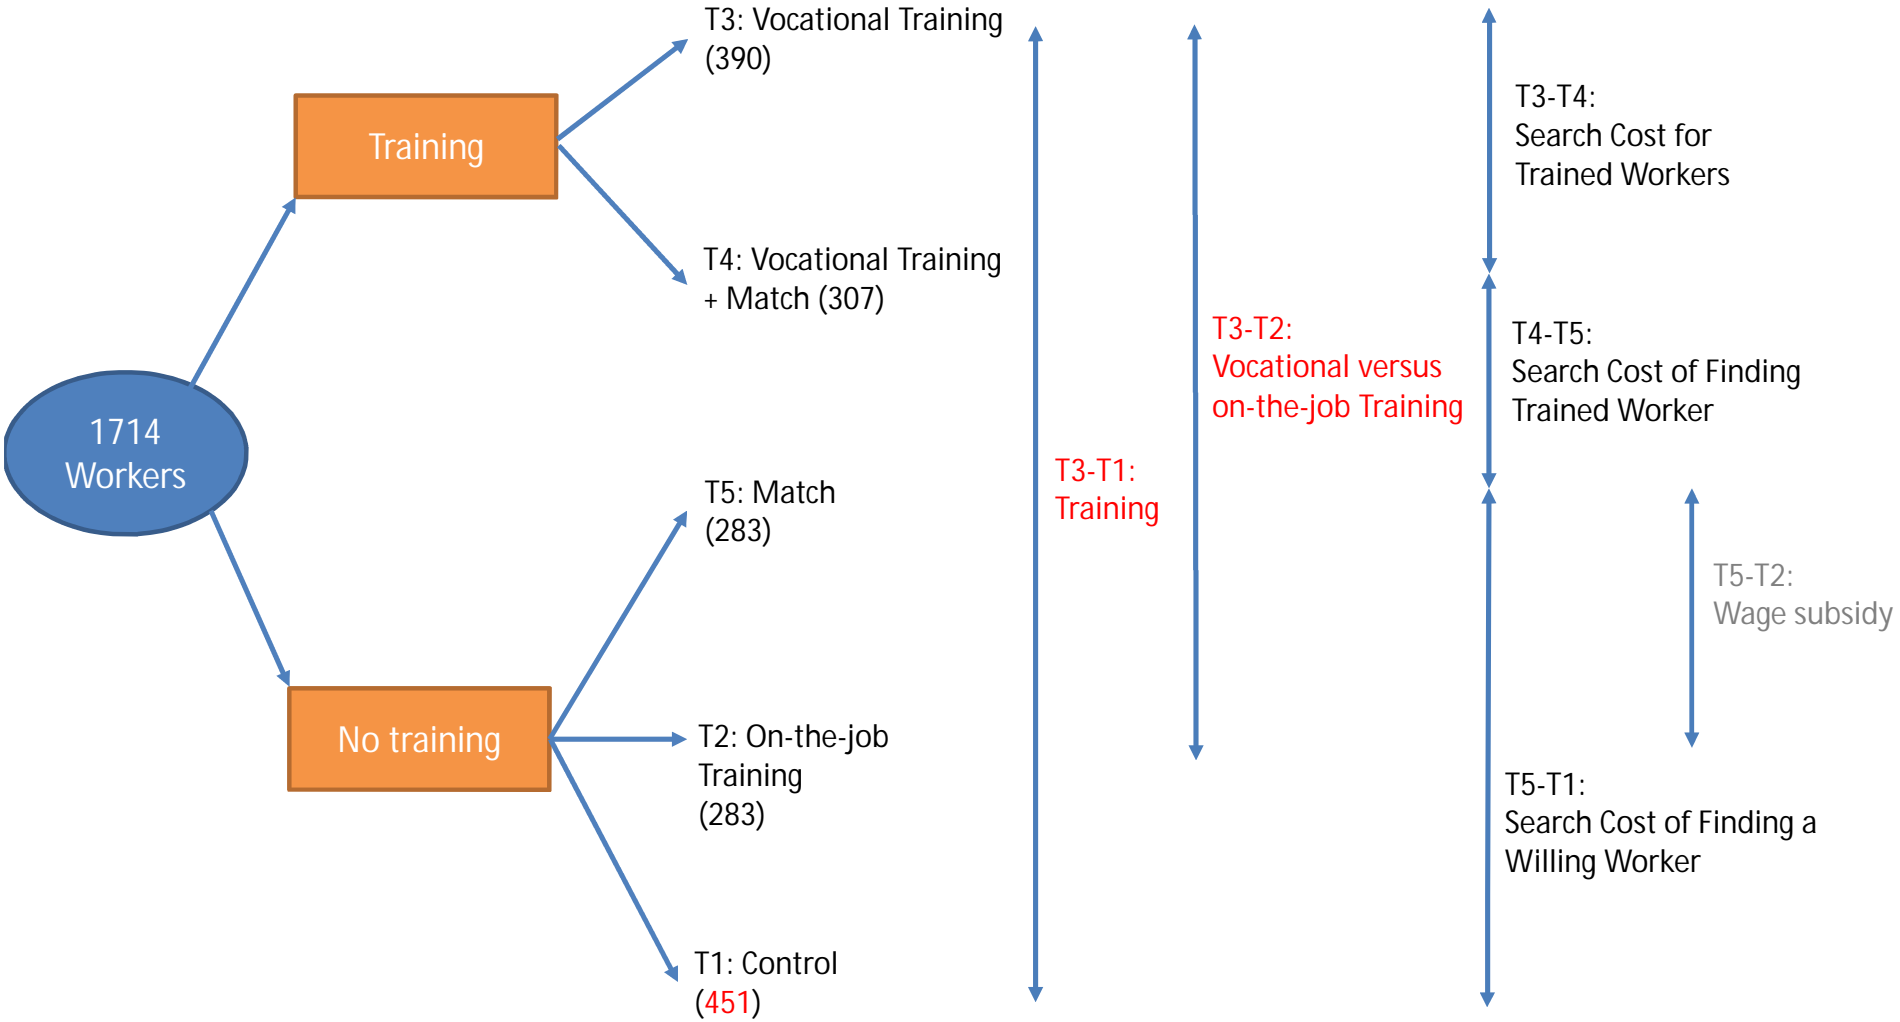 T3: Vocational Training
(390)
Training
T4: Vocational Training
+ Match (307)
1714
Workers
T5: Match
(283)
No training
T2: On-the-job
Training
(283)
T1: Control
(451)
T3-T1:
Training
T3-T2:
Vocational versus
on-the-job Training
T3-T4:
Search Cost for
Trained Workers
T4-T5:
Search Cost of Finding
Trained Worker
T5-T2:
Wage subsidy
T5-T1:
Search Cost of Finding a
Willing Worker